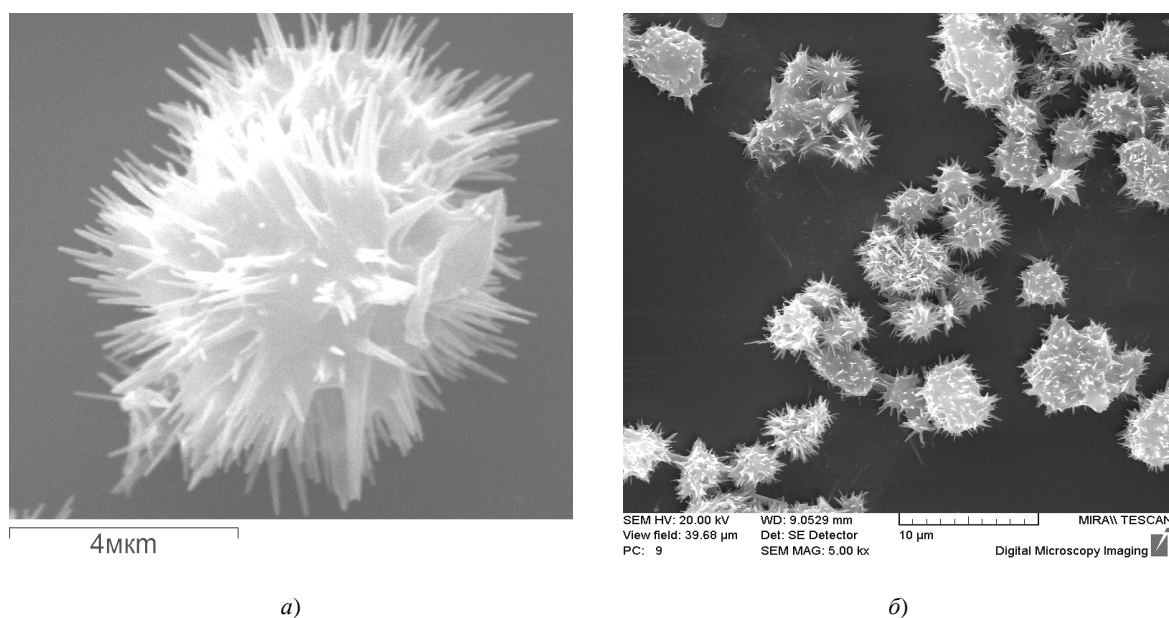 4мкm
SEM HV: 20.00 kV WD: 9.0529 mm MIRA\\ TESCAN
View field: 39.68 µm Det: SE Detector 10 µm
PC: 9 SEM MAG: 5.00 kx Digital Microscopy Imaging
а) б)